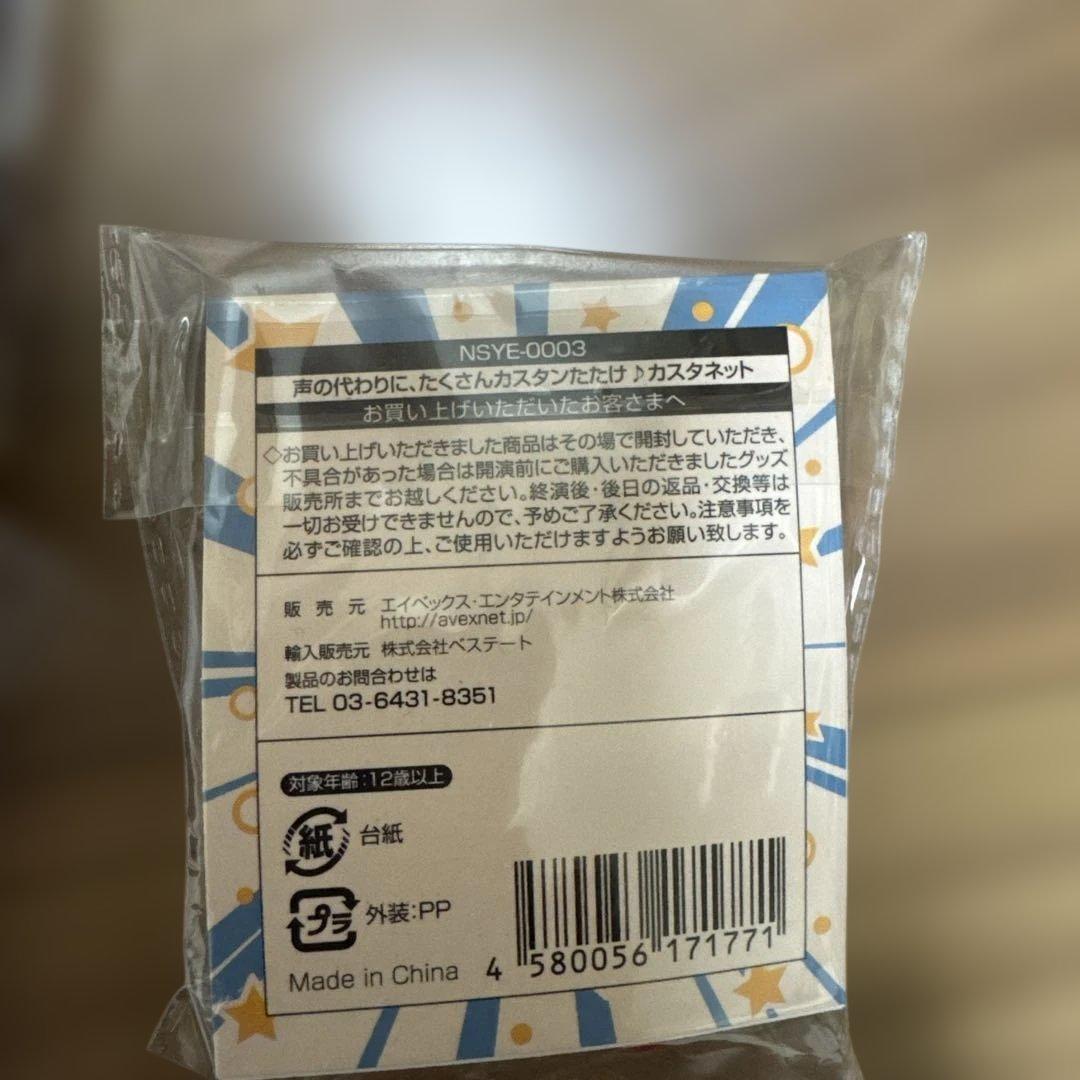 NSYE-0003
声の代わりに、たくさんカスタンたたけ♪カスタネット
お買い上げいただいたお客さまへ
◇お買い上げいただきました商品はその場で開封していただき、
不具合があった場合は開演前にご購入いただきましたグッズ
販売所までお越しください。終演後・後日の返品・交換等は
一切お受けできませんので、予めご了承ください。注意事項を
必ずご確認の上、ご使用いただけますようお願い致します。
販売元 エイベックス・エンタテインメント株式会社
http://avexnet.jp/
輸入販売元 株式会社ベステート
製品のお問合わせは
TEL 03-6431-8351
対象年齢:12歳以上
紙 台紙
プラ 外装:PP
Made in China
4 580056 171771